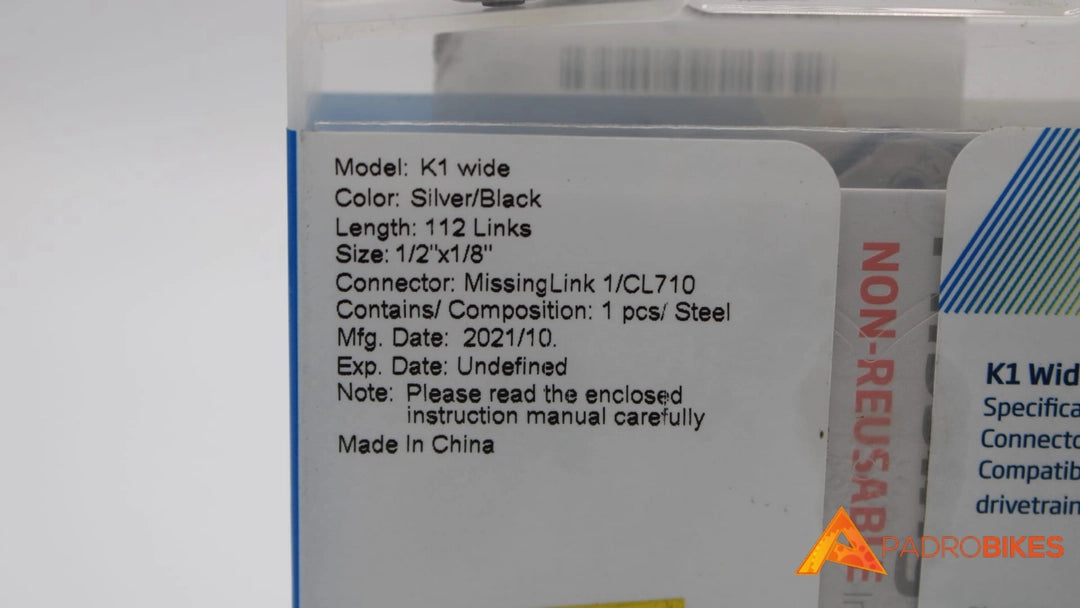 Model: K1 wide
Color: Silver/Black
Length: 112 Links
Size: 1/2"x1/8"
Connector: MissingLink 1/CL710
Contains/ Composition: 1 pcs/ Steel
Mfg. Date: 2021/10.
Exp. Date: Undefined
Note: Please read the enclosed
instruction manual carefully
Made In China
NON-REUSABLE
K1 Wid
Specifica
Connecto
Compatib
drivetrain
PADROBIKES